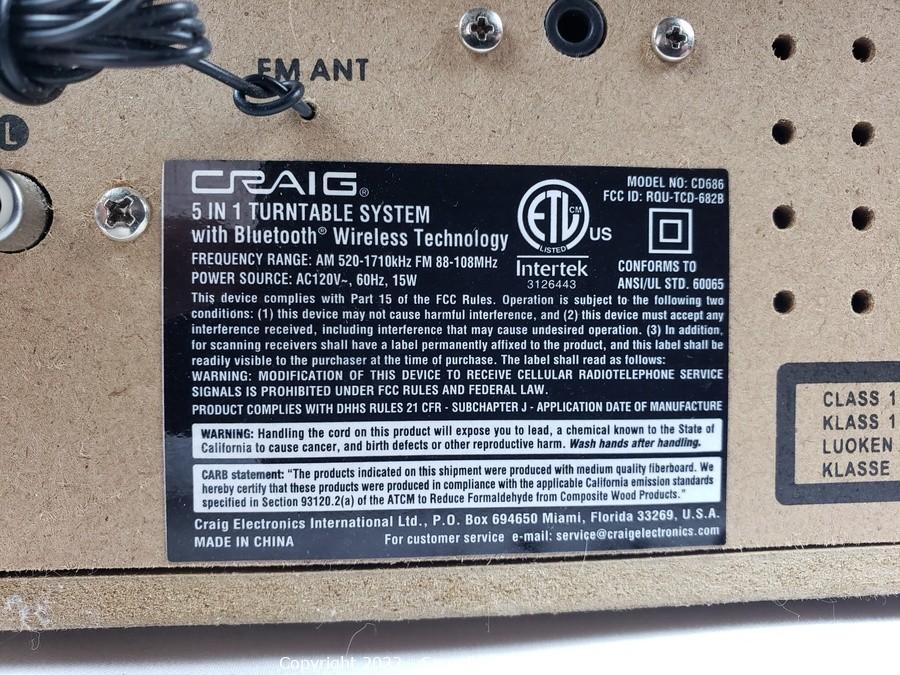 FM ANT
L
CRAIG®
5 IN 1 TURNTABLE SYSTEM
with Bluetooth® Wireless Technology
FREQUENCY RANGE: AM 520-1710kHz FM 88-108MHz
POWER SOURCE: AC120V~, 60Hz, 15W
ETL CM
LISTED
US
Intertek
3126443
MODEL NO: CD686
FCC ID: RQU-TCD-682B
CONFORMS TO
ANSI/UL STD. 60065
This device complies with Part 15 of the FCC Rules. Operation is subject to the following two
conditions: (1) this device may not cause harmful interference, and (2) this device must accept any
interference received, including interference that may cause undesired operation. (3) In addition,
for scanning receivers shall have a label permanently affixed to the product, and this label shall be
readily visible to the purchaser at the time of purchase. The label shall read as follows:
WARNING: MODIFICATION OF THIS DEVICE TO RECEIVE CELLULAR RADIOTELEPHONE SERVICE
SIGNALS IS PROHIBITED UNDER FCC RULES AND FEDERAL LAW.
PRODUCT COMPLIES WITH DHHS RULES 21 CFR - SUBCHAPTER J - APPLICATION DATE OF MANUFACTURE
WARNING: Handling the cord on this product will expose you to lead, a chemical known to the State of
California to cause cancer, and birth defects or other reproductive harm. Wash hands after handling.
CARB statement: "The products indicated on this shipment were produced with medium quality fiberboard. We
hereby certify that these products were produced in compliance with the applicable California emission
specified in Section 93120.2(a) of the ATCM to Reduce Formaldehyde from Composite Wood Products."
Craig Electronics International Ltd., P.O. Box 694650 Miami, Florida 33269, U.S.A.
MADE IN CHINA
For customer service e-mail: service@craigelectronics.com
CLASS 1
KLASS 1
LUOKEN
KLASSE
Copyright 2022